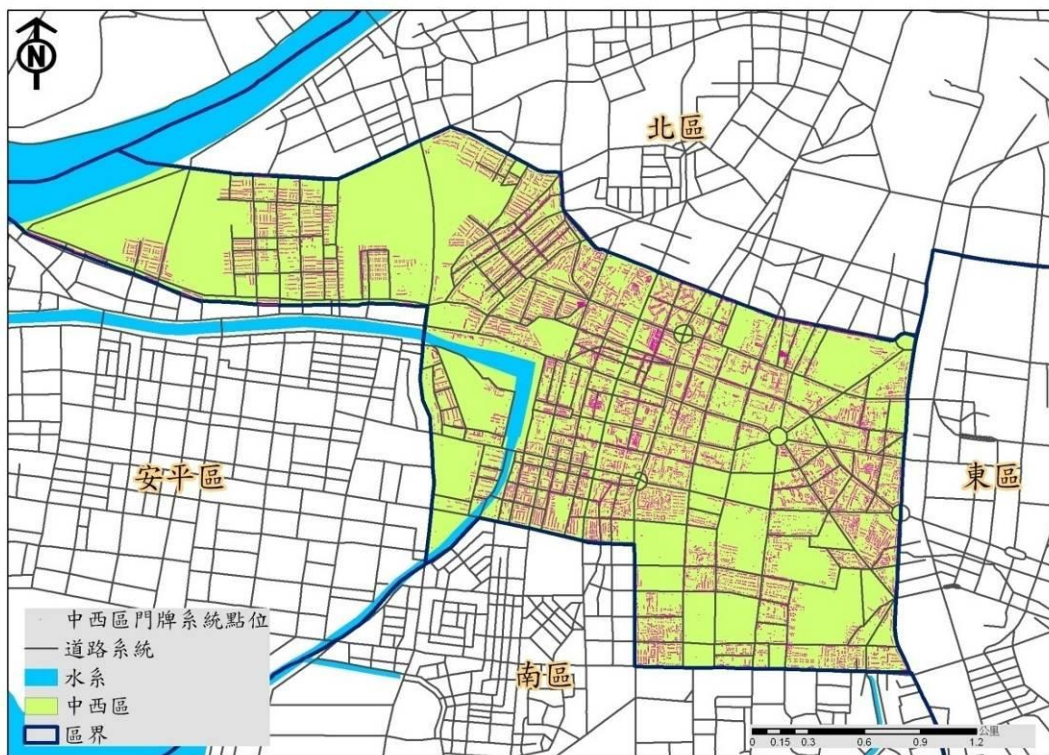 N
北區
安平區
東區
南區
中西區門牌系統點位
道路系統
水系
中西區
區界
公里
0 0.15 0.3 0.6 0.9 1.2